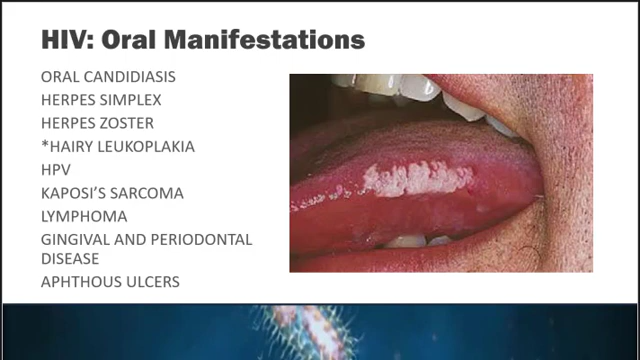 HIV: Oral Manifestations
ORAL CANDIDIASIS
HERPES SIMPLEX
HERPES ZOSTER
*HAIRY LEUKOPLAKIA
HPV
KAPOSI'S SARCOMA
LYMPHOMA
GINGIVAL AND PERIODONTAL
DISEASE
APHTHOUS ULCERS